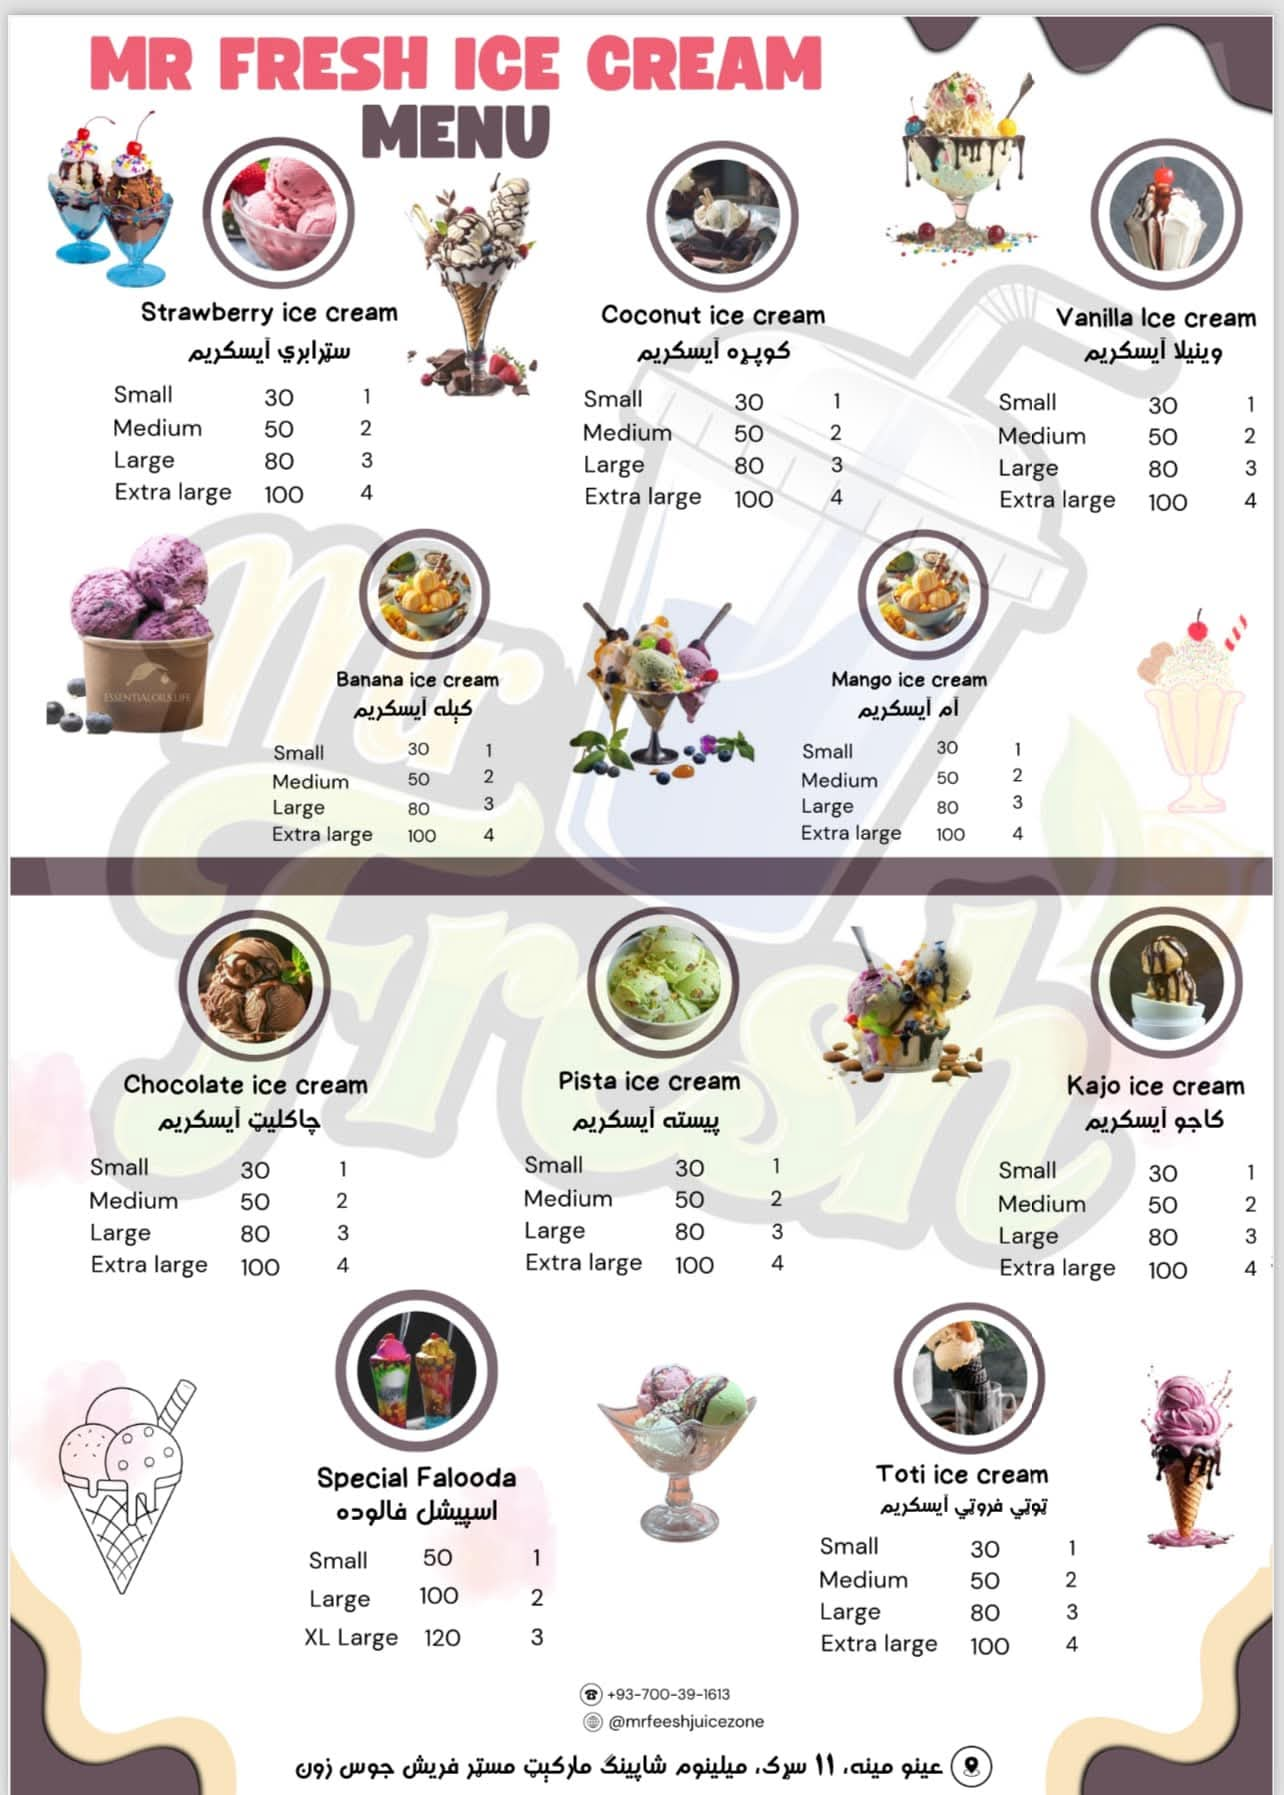 MR FRESH ICE CREAM
MENU
Strawberry ice cream
سټرابري آیسکریم
Small 30 1
Medium 50 2
Large 80 3
Extra large 100 4
Coconut ice cream
کوپره آیسکریم
Small 30 1
Medium 50 2
Large 80 3
Extra large 100 4
Vanilla Ice cream
وینیلا آیسکریم
Small 30 1
Medium 50 2
Large 80 3
Extra large 100 4
ESSENTIALOILS.LIFE
Banana ice cream
کېله آیسکریم
Small 30 1
Medium 50 2
Large 80 3
Extra large 100 4
Mango ice cream
آم آیسکریم
Small 30 1
Medium 50 2
Large 80 3
Extra large 100 4
Mr
Fresh
Chocolate ice cream
چاکلیټ آیسکریم
Small 30 1
Medium 50 2
Large 80 3
Extra large 100 4
Pista ice cream
پیسته آیسکریم
Small 30 1
Medium 50 2
Large 80 3
Extra large 100 4
Kajo ice cream
کاجو آیسکریم
Small 30 1
Medium 50 2
Large 80 3
Extra large 100 4
Special Falooda
اسپیشل فالوده
Small 50 1
Large 100 2
XL Large 120 3
Toti ice cream
ټوټي فروټي آیسکریم
Small 30 1
Medium 50 2
Large 80 3
Extra large 100 4
+93-700-39-1613
@mrfeeshjuicezone
عینو مینه، ۱۱ سړک، میلینوم شاپینګ مارکېټ مسټر فریش جوس زون